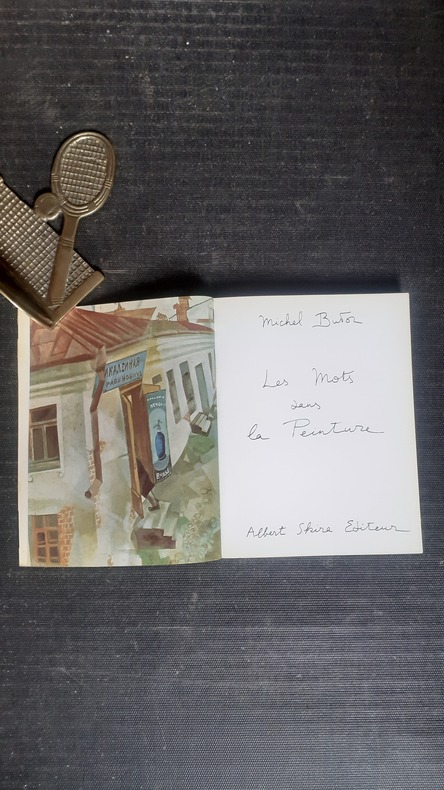 Michel Butor
Les Mots
dans
la Peinture
Albert Skira Editeur